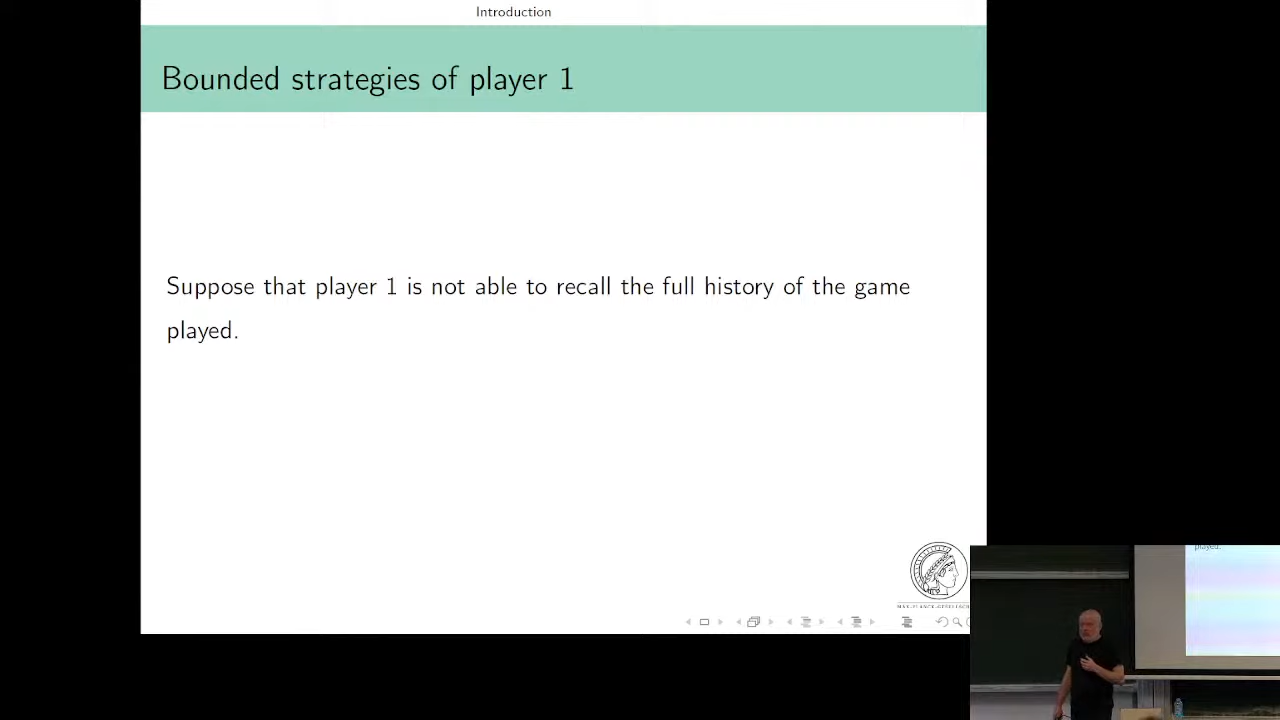 Introduction
Bounded strategies of player 1
Suppose that player 1 is not able to recall the full history of the game
played.
played.